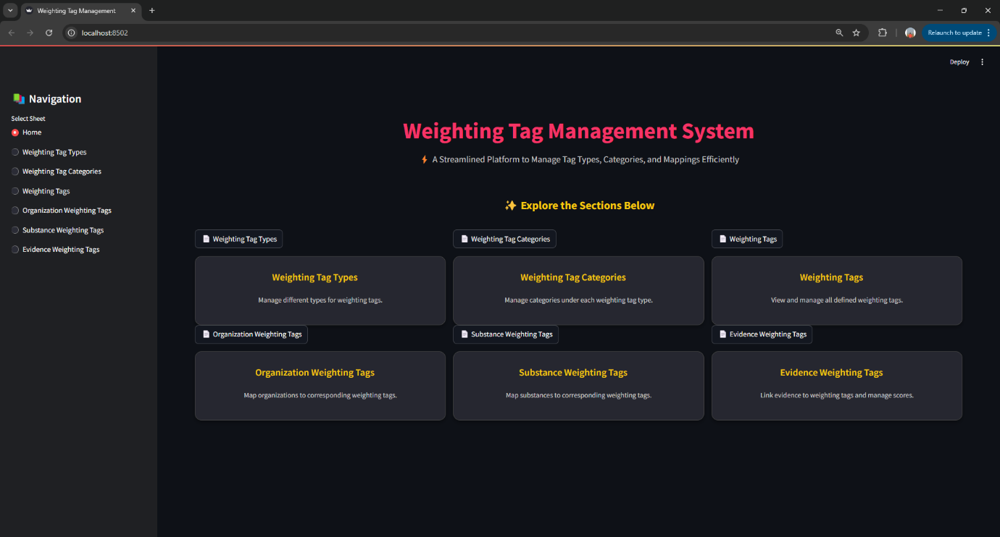 Weighting Tag Management
localhost:8502
Relaunch to update
Deploy
Navigation
Select Sheet
Home
Weighting Tag Types
Weighting Tag Categories
Weighting Tags
Organization Weighting Tags
Substance Weighting Tags
Evidence Weighting Tags
Weighting Tag Management System
A Streamlined Platform to Manage Tag Types, Categories, and Mappings Efficiently
Explore the Sections Below
Weighting Tag Types
Weighting Tag Categories
Weighting Tags
Weighting Tag Types
Manage different types for weighting tags.
Weighting Tag Categories
Manage categories under each weighting tag type.
Weighting Tags
View and manage all defined weighting tags.
Organization Weighting Tags
Substance Weighting Tags
Evidence Weighting Tags
Organization Weighting Tags
Map organizations to corresponding weighting tags.
Substance Weighting Tags
Map substances to corresponding weighting tags.
Evidence Weighting Tags
Link evidence to weighting tags and manage scores.